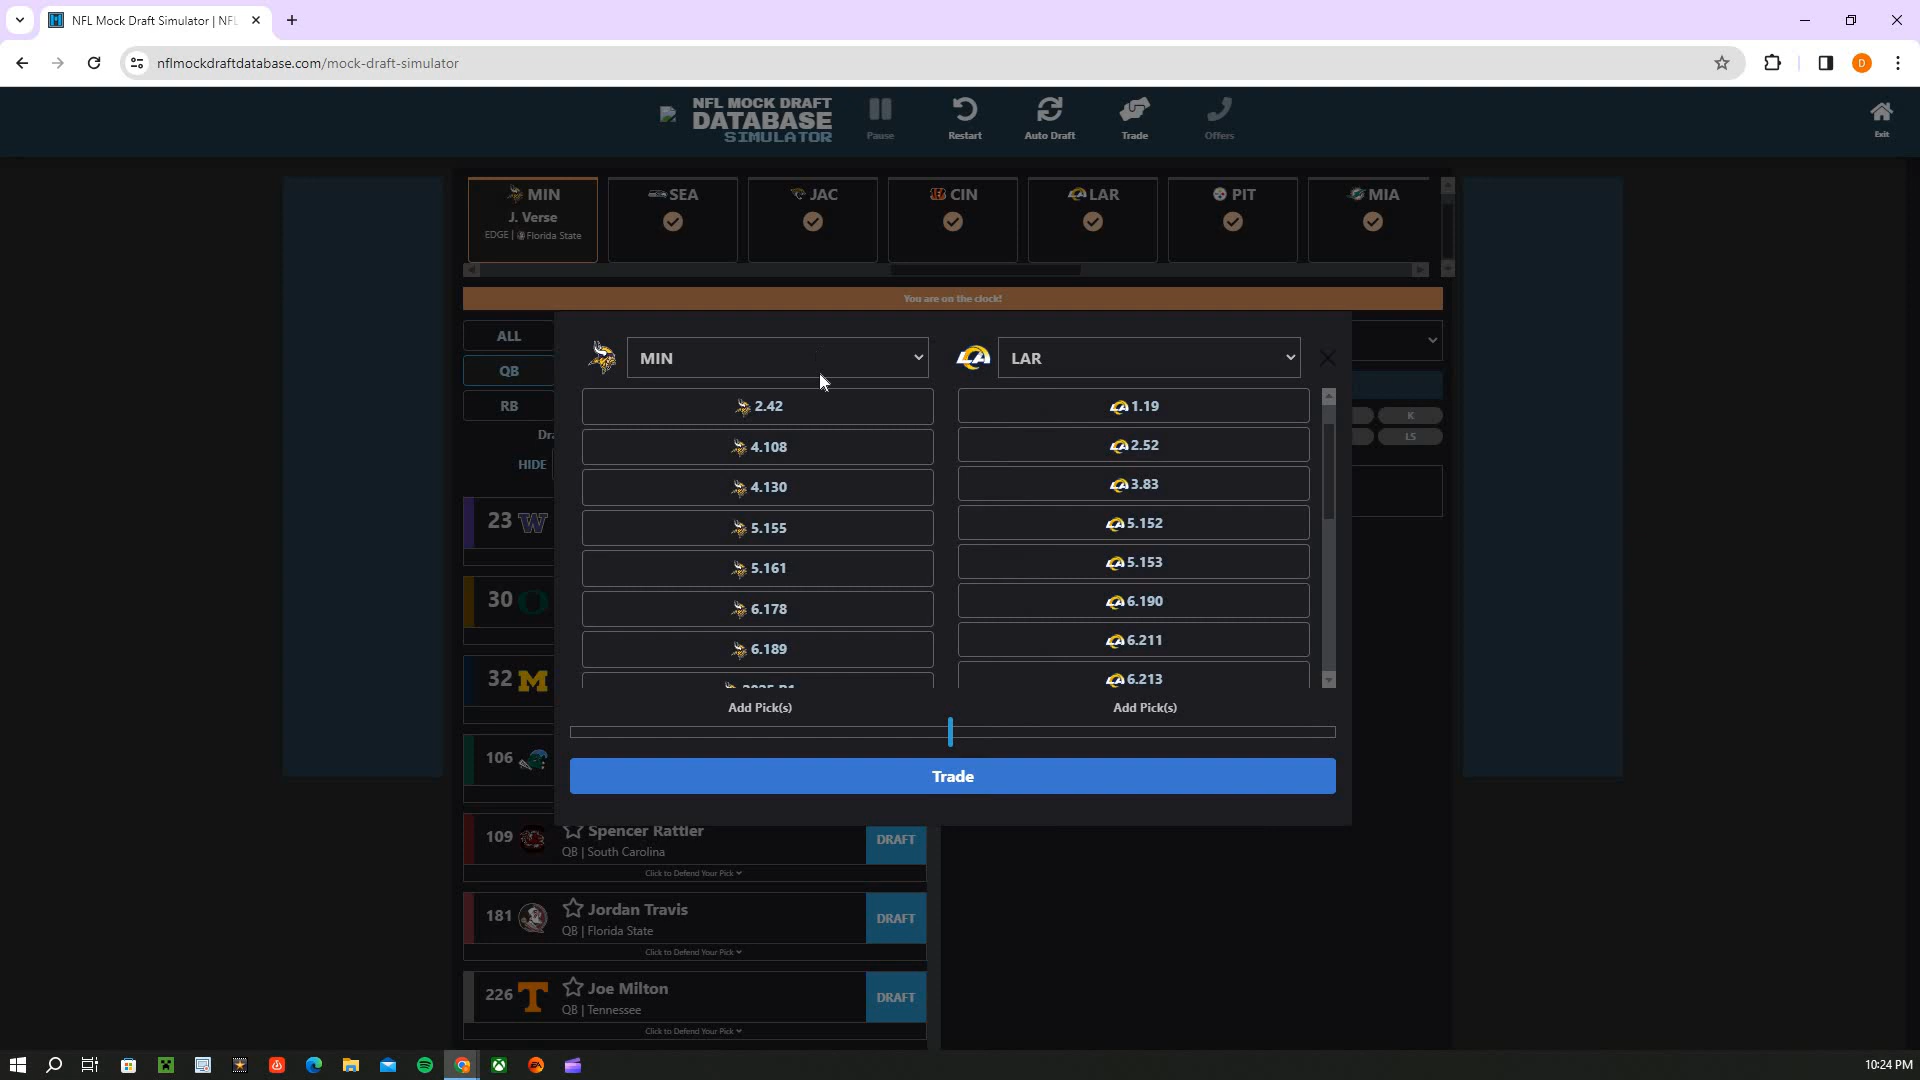 NFL Mock Draft Simulator | NFL
nflmockdraftdatabase.com/mock-draft-simulator
D
NFL MOCK DRAFT
DATABASE
SIMULATOR
Pause
Restart
Auto Draft
Trade
Offers
Exit
MIN
J. Verse
EDGE | Florida State
SEA
JAC
CIN
LAR
PIT
MIA
You are on the clock!
ALL
QB
RB
HIDE
K
LS
MIN
LAR
2.42
4.108
4.130
5.155
5.161
6.178
6.189
1.19
2.52
3.83
5.152
5.153
6.190
6.211
6.213
Add Pick(s)
Add Pick(s)
Trade
23
30
32
106
109
Spencer Rattler
QB | South Carolina
DRAFT
Click to Defend Your Pick
181
Jordan Travis
QB | Florida State
DRAFT
Click to Defend Your Pick
226
Joe Milton
QB | Tennessee
DRAFT
Click to Defend Your Pick
10:24 PM